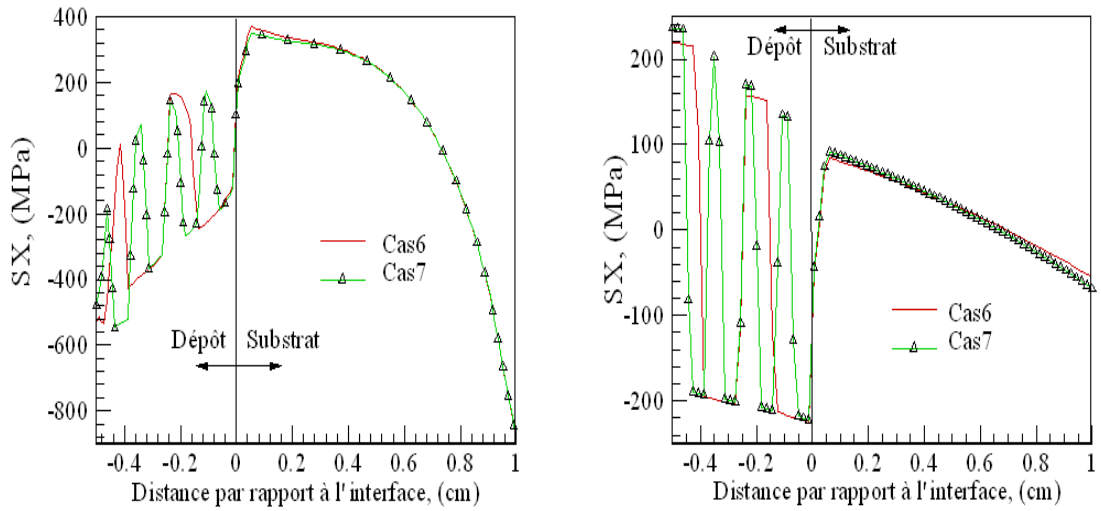 400
200
0
-200
-400
-600
-800
SX, (MPa)
Cas6
Cas7
Dépôt Substrat
-0.4 -0.2 0 0.2 0.4 0.6 0.8 1
Distance par rapport à l'interface, (cm)
Dépôt Substrat
200
100
0
-100
-200
SX, (MPa)
Cas6
Cas7
-0.4 -0.2 0 0.2 0.4 0.6 0.8 1
Distance par rapport à l'interface, (cm)